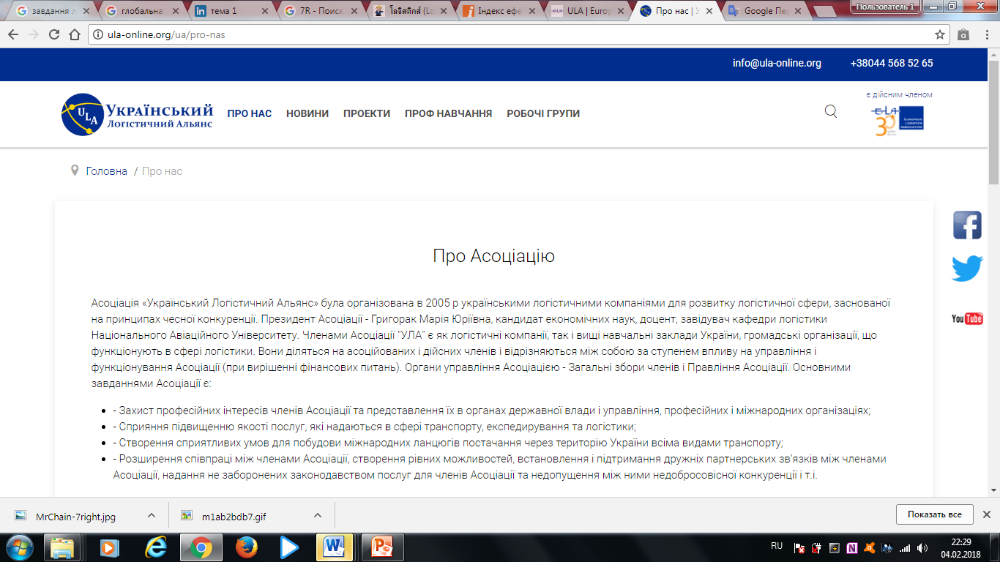 завдання л
глобальна
тема 1
7R - Поиск
โลจิสติกส์ (Lo
Індекс ефе
ULA | Europ
Про нас | У
Google Пе
Пользователь 1
ula-online.org/ua/pro-nas
info@ula-online.org +38044 568 52 65
є дійсним членом
ULA
Український
Логістичний Альянс
ПРО НАС НОВИНИ ПРОЕКТИ ПРОФ НАВЧАННЯ РОБОЧІ ГРУПИ
ELA
30
EUROPEAN
LOGISTICS
ASSOCIATION
Головна / Про нас
Про Асоціацію
Асоціація «Український Логістичний Альянс» була організована в 2005 р українськими логістичними компаніями для розвитку логістичної сфери, заснованої
на принципах чесної конкуренції. Президент Асоціації - Григорак Марія Юріївна, кандидат економічних наук, доцент, завідувач кафедри логістики
Національного Авіаційного Університету. Членами Асоціації "УЛА" є як логістичні компанії, так і вищі навчальні заклади України, громадські організації, що
функціонують в сфері логістики. Вони діляться на асоційованих і дійсних членів і відрізняються між собою за ступенем впливу на управління і
функціонування Асоціації (при вирішенні фінансових питань). Органи управління Асоціацією - Загальні збори членів і Правління Асоціації. Основними
завданнями Асоціації є:
- Захист професійних інтересів членів Асоціації та представлення їх в органах державної влади і управління, професійних і міжнародних організаціях;
- Сприяння підвищенню якості послуг, які надаються в сфері транспорту, експедирування та логістики;
- Створення сприятливих умов для побудови міжнародних ланцюгів постачання через територію України всіма видами транспорту;
- Розширення співпраці між членами Асоціації, створення рівних можливостей, встановлення і підтримання дружніх партнерських зв'язків між членами
Асоціації, надання не заборонених законодавством послуг для членів Асоціації та недопущення між ними недобросовісної конкуренції і т.і.
You Tube
MrChain-7right.jpg
m1ab2bdb7.gif
Показать все
RU
22:29
04.02.2018